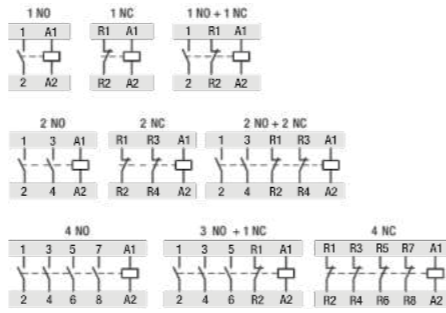 1 NO 1 NC 1 NO + 1 NC
1 A1 R1 A1 1 R1 A1
2 A2 R2 A2 2 R2 A2
2 NO 2 NC 2 NO + 2 NC
1 3 A1 R1 R3 A1 1 3 R1 R3 A1
2 4 A2 R2 R4 A2 2 4 R2 R4 A2
4 NO 3 NO + 1 NC 4 NC
1 3 5 7 A1 1 3 5 R1 A1 R1 R3 R5 R7 A1
2 4 6 8 A2 2 4 6 R2 A2 R2 R4 R6 R8 A2